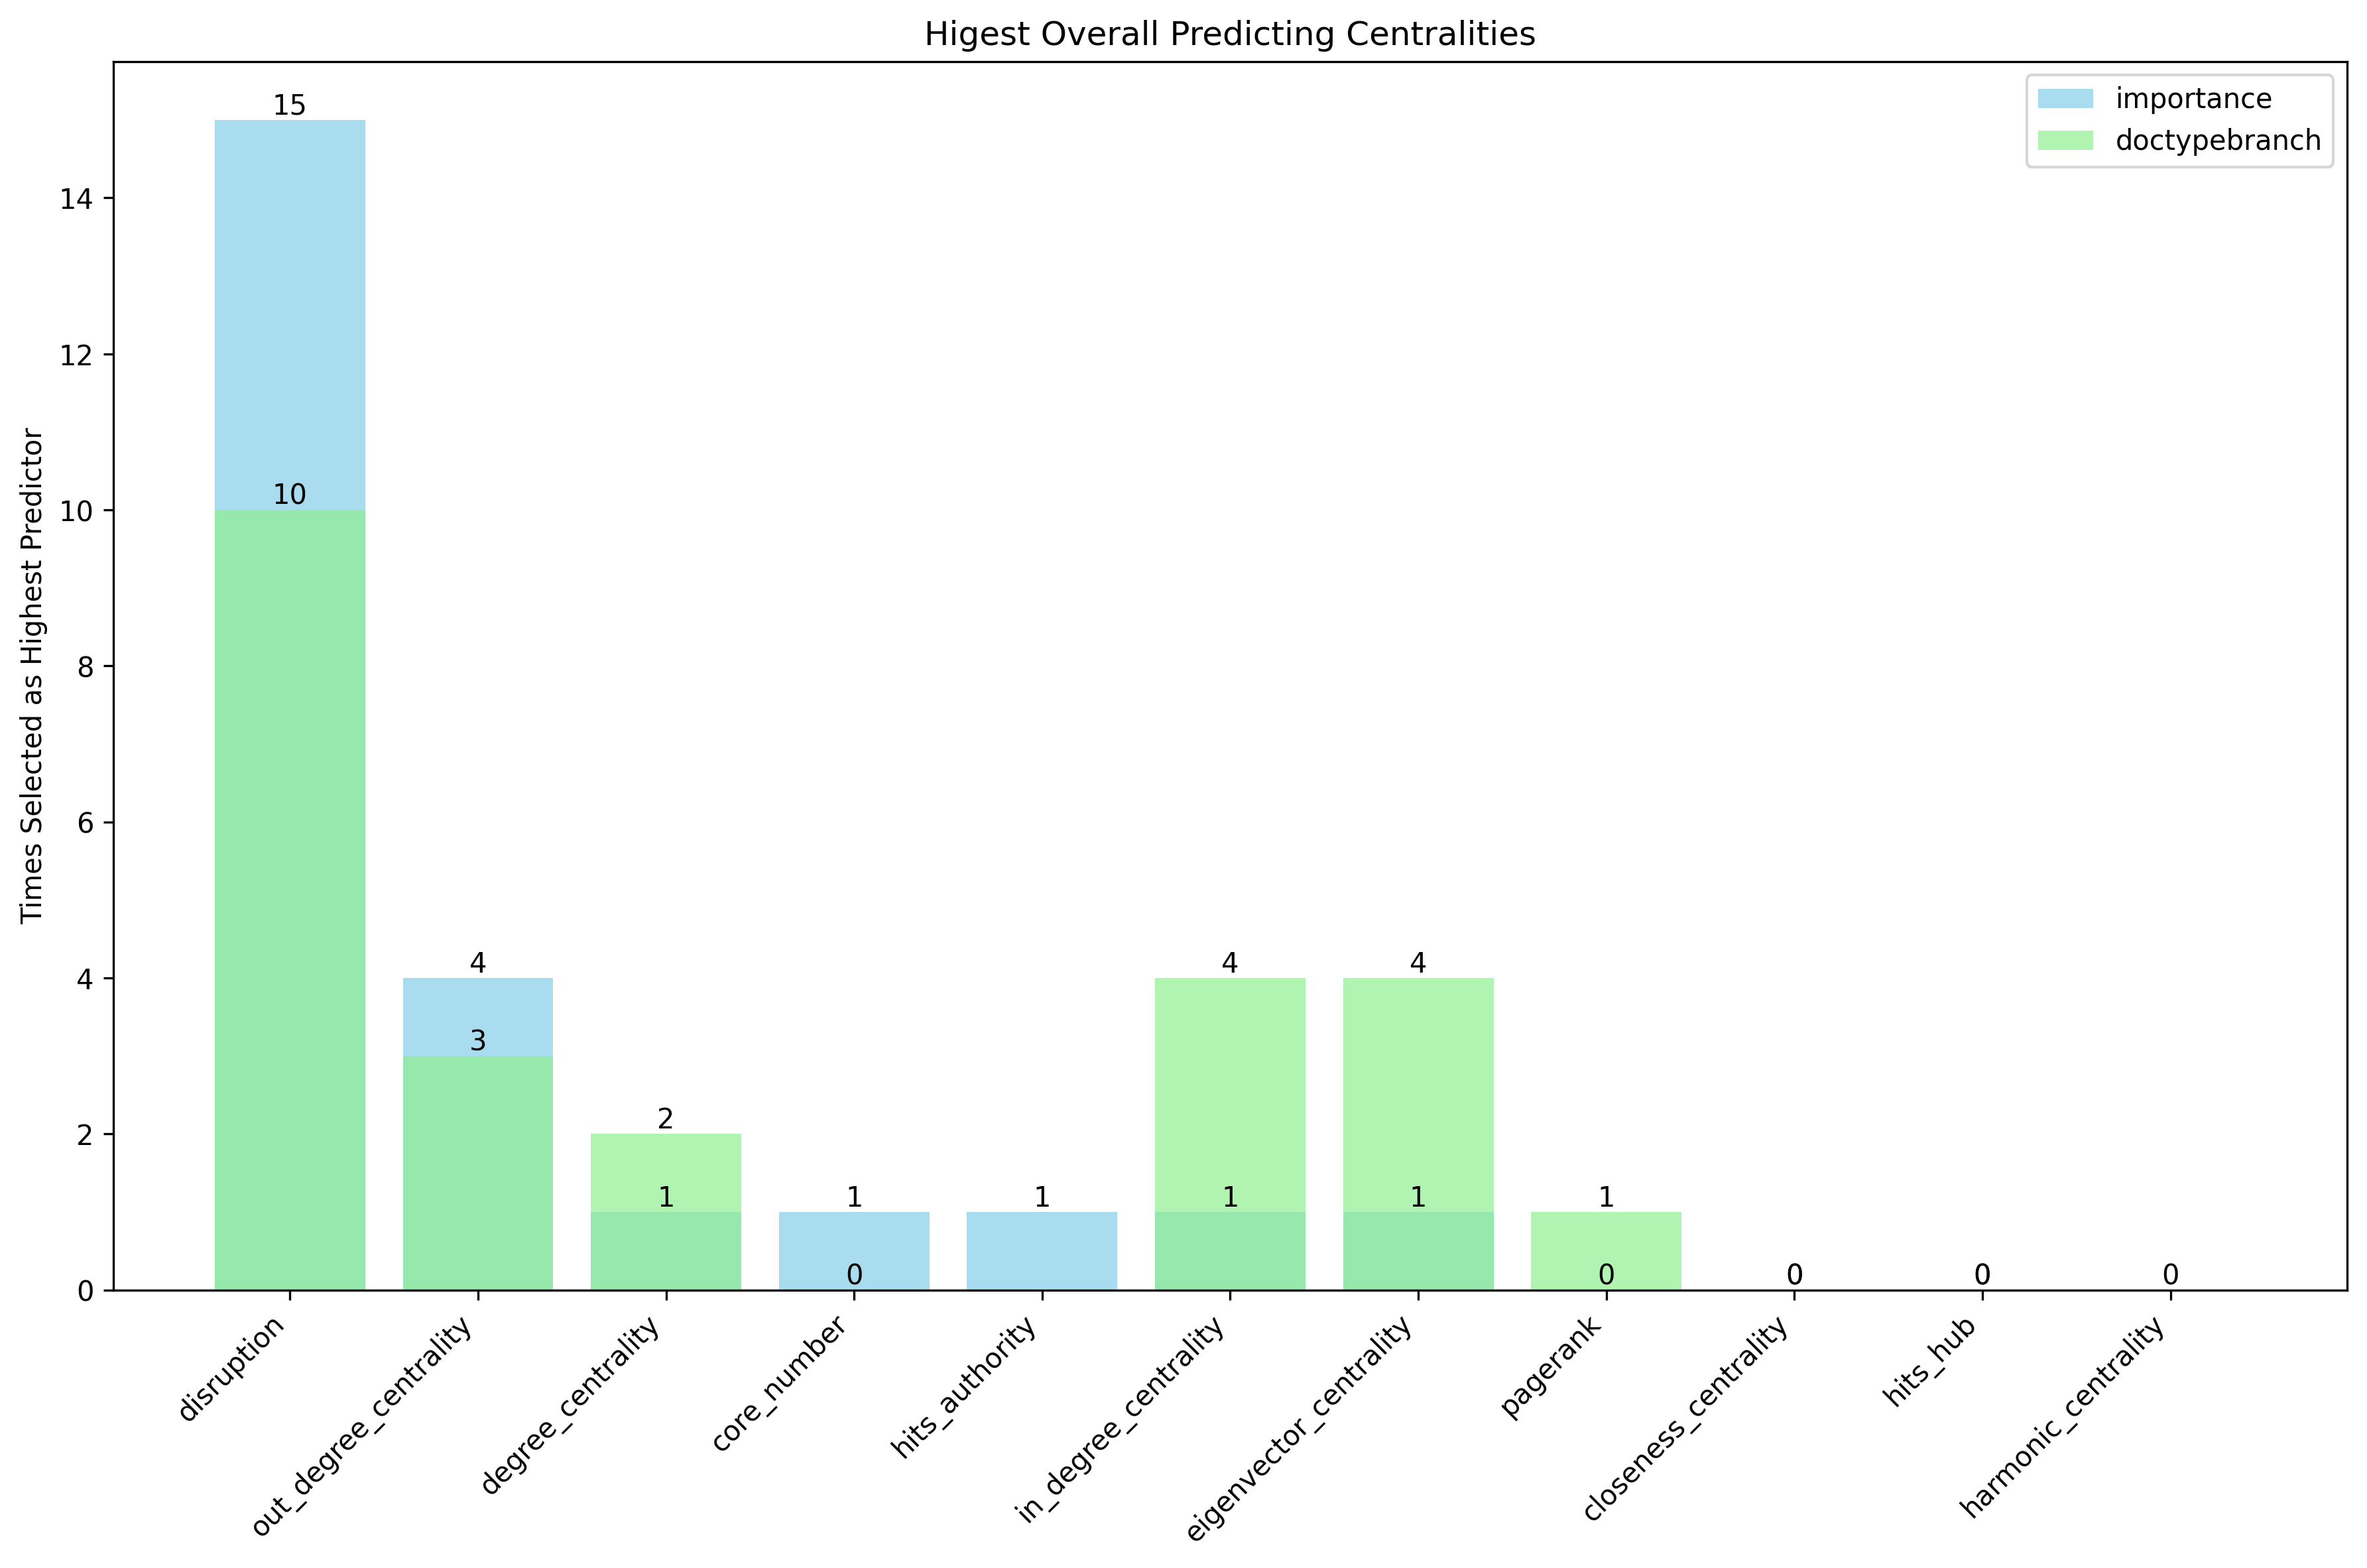 Higest Overall Predicting Centralities
importance
doctypebranch
Times Selected as Highest Predictor
14
12
10
8
6
4
2
0
15
10
4
3
2
1
1
0
1
4
1
4
1
1
0
0
0
0
disruption
out_degree_centrality
degree_centrality
core_number
hits_authority
in_degree_centrality
eigenvector_centrality
pagerank
closeness_centrality
hits_hub
harmonic_centrality